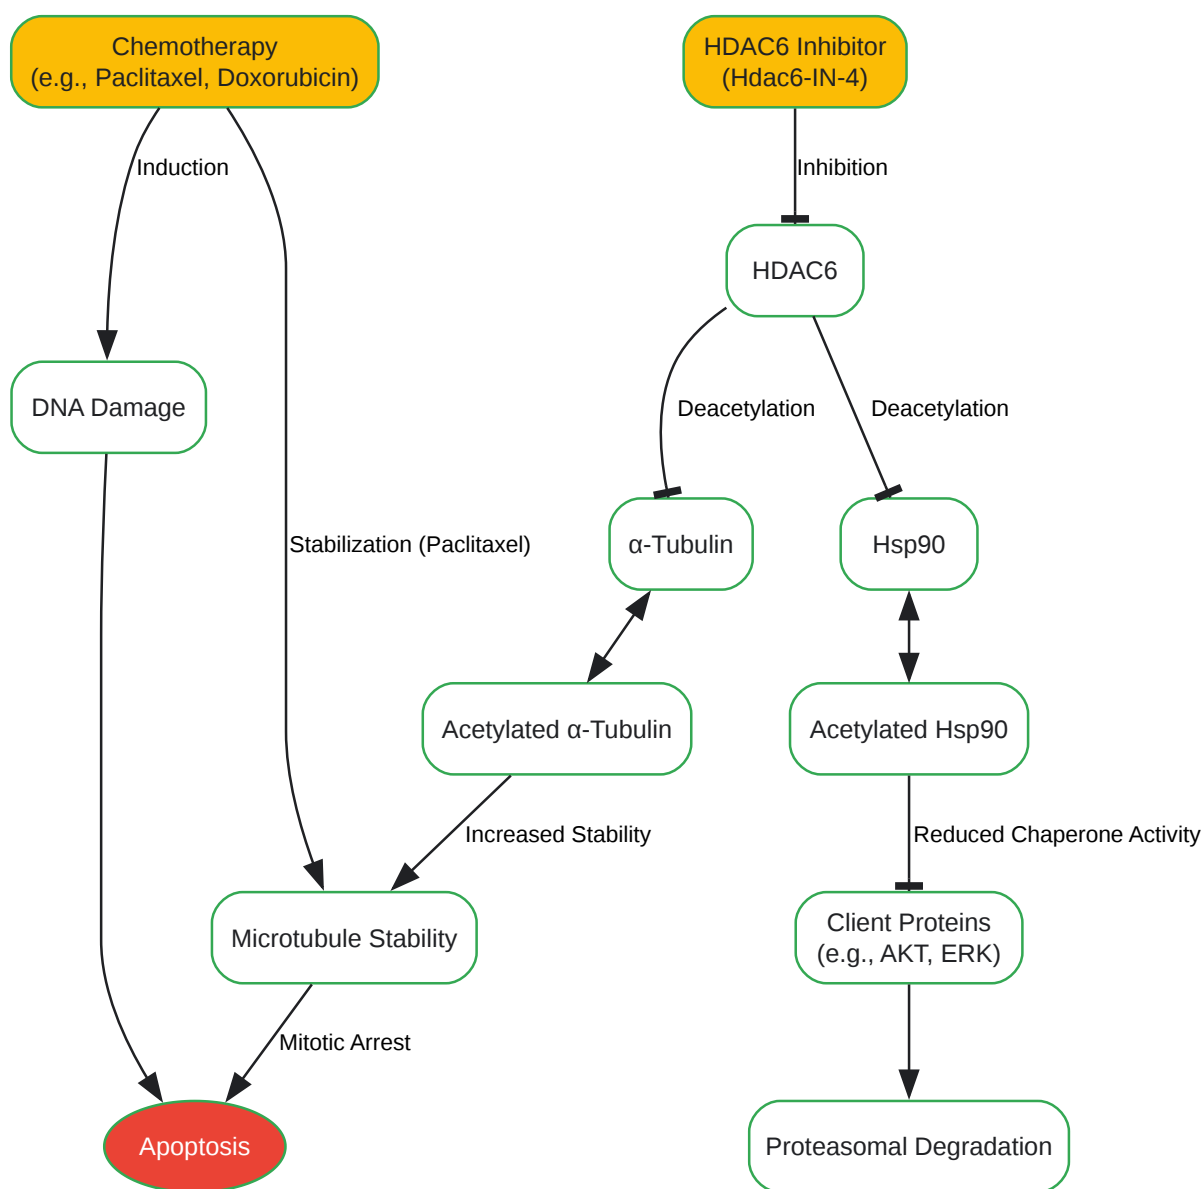 Chemotherapy
(e.g., Paclitaxel, Doxorubicin)
HDAC6 Inhibitor
(Hdac6-IN-4)
Induction
Inhibition
HDAC6
DNA Damage
Deacetylation
Deacetylation
Stabilization (Paclitaxel)
α-Tubulin
Hsp90
Acetylated α-Tubulin
Acetylated Hsp90
Increased Stability
Reduced Chaperone Activity
Microtubule Stability
Client Proteins
(e.g., AKT, ERK)
Mitotic Arrest
Apoptosis
Proteasomal Degradation